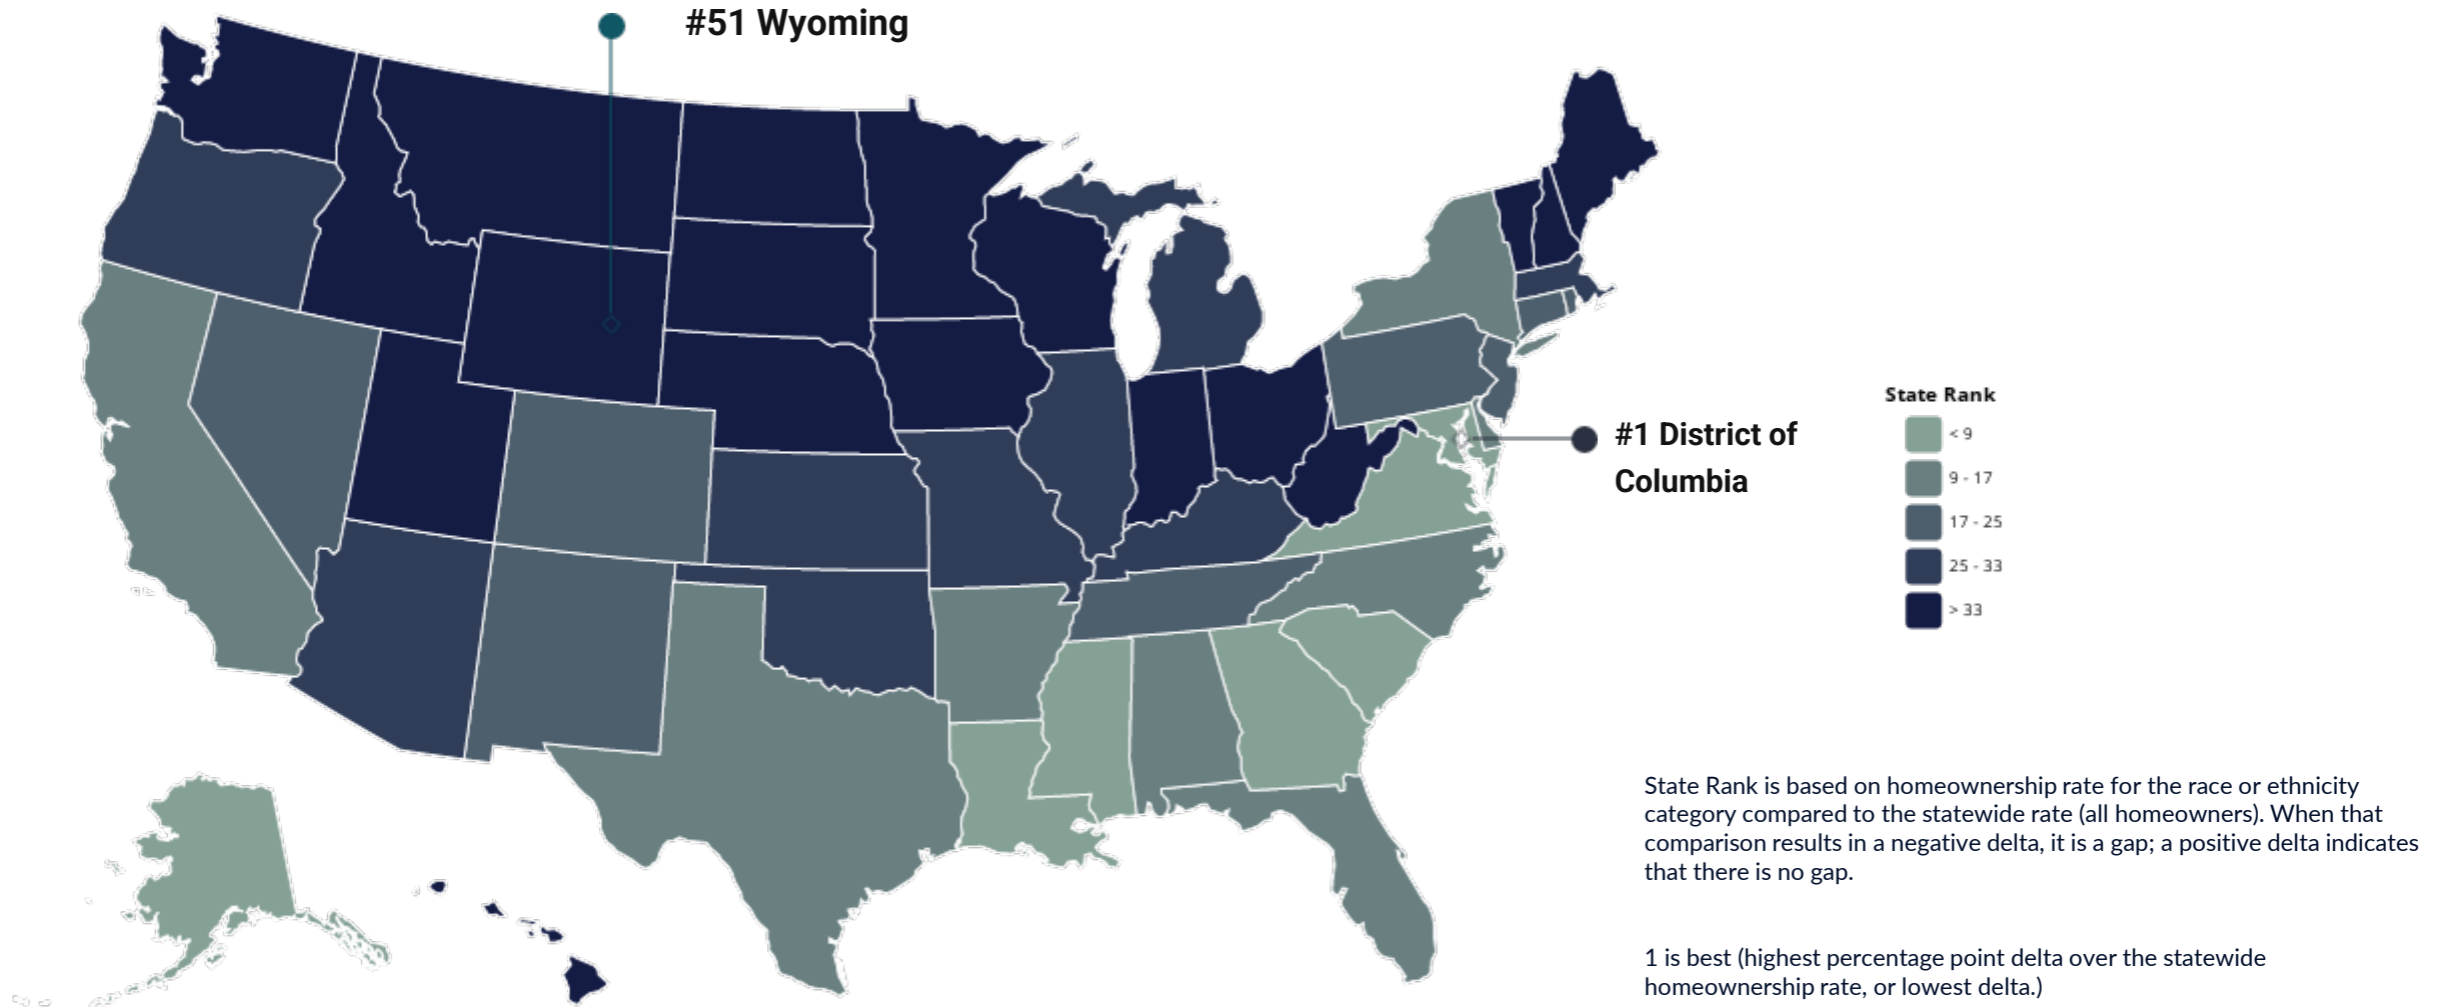 #51 Wyoming
#1 District of
Columbia
State Rank
< 9
9 - 17
17 - 25
25 - 33
> 33
State Rank is based on homeownership rate for the race or ethnicity
category compared to the statewide rate (all homeowners). When that
comparison results in a negative delta, it is a gap; a positive delta indicates
that there is no gap.
1 is best (highest percentage point delta over the statewide
homeownership rate, or lowest delta.)